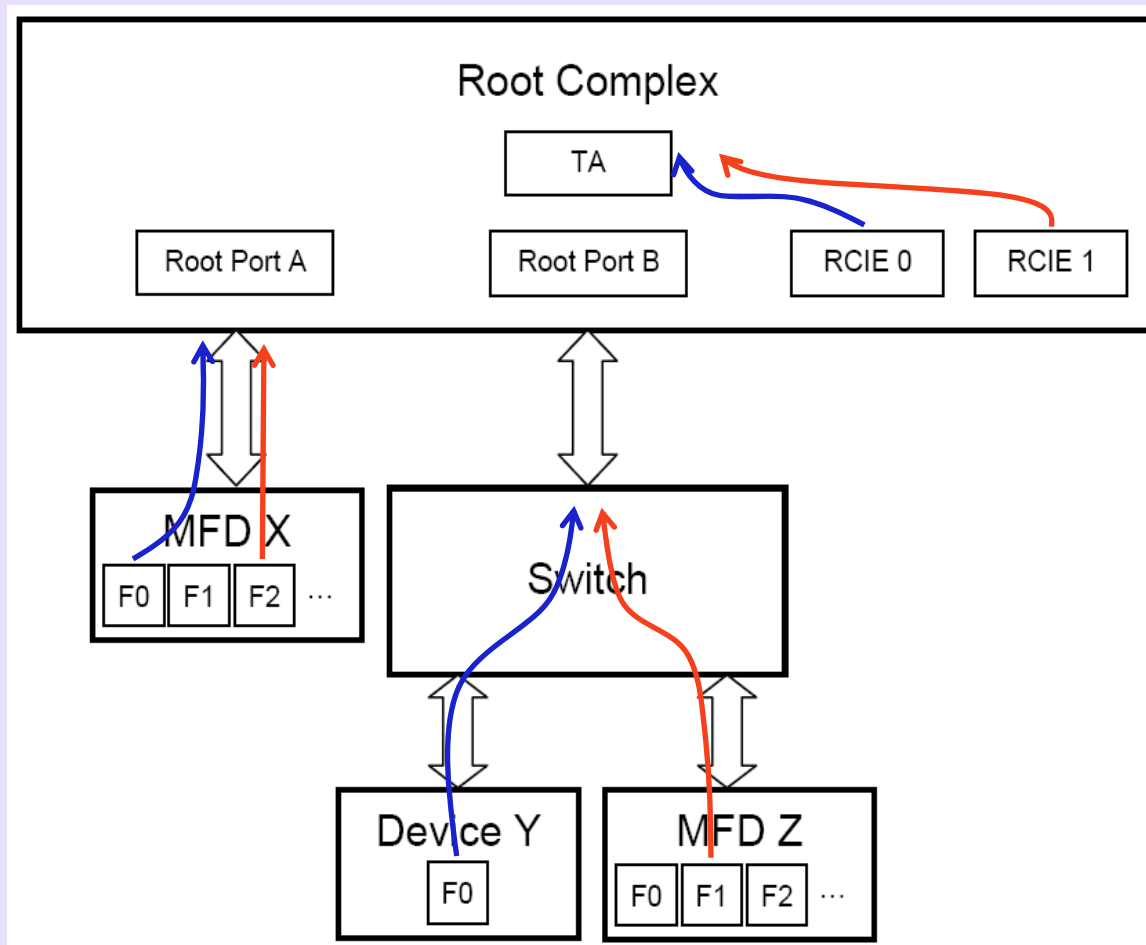 Root Complex
TA
Root Port A
Root Port B
RCIE 0
RCIE 1
MFD X
F0 F1 F2 ...
Switch
Device Y
F0
MFD Z
F0 F1 F2 ...